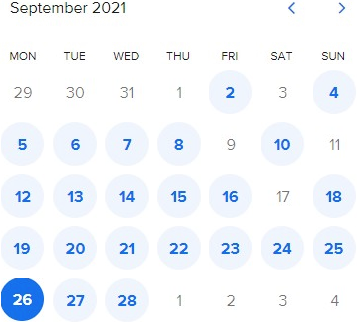 September 2021
MON TUE WED THU FRI SAT SUN
29 30 31 1 2 3 4
5 6 7 8 9 10 11
12 13 14 15 16 17 18
19 20 21 22 23 24 25
26 27 28 1 2 3 4